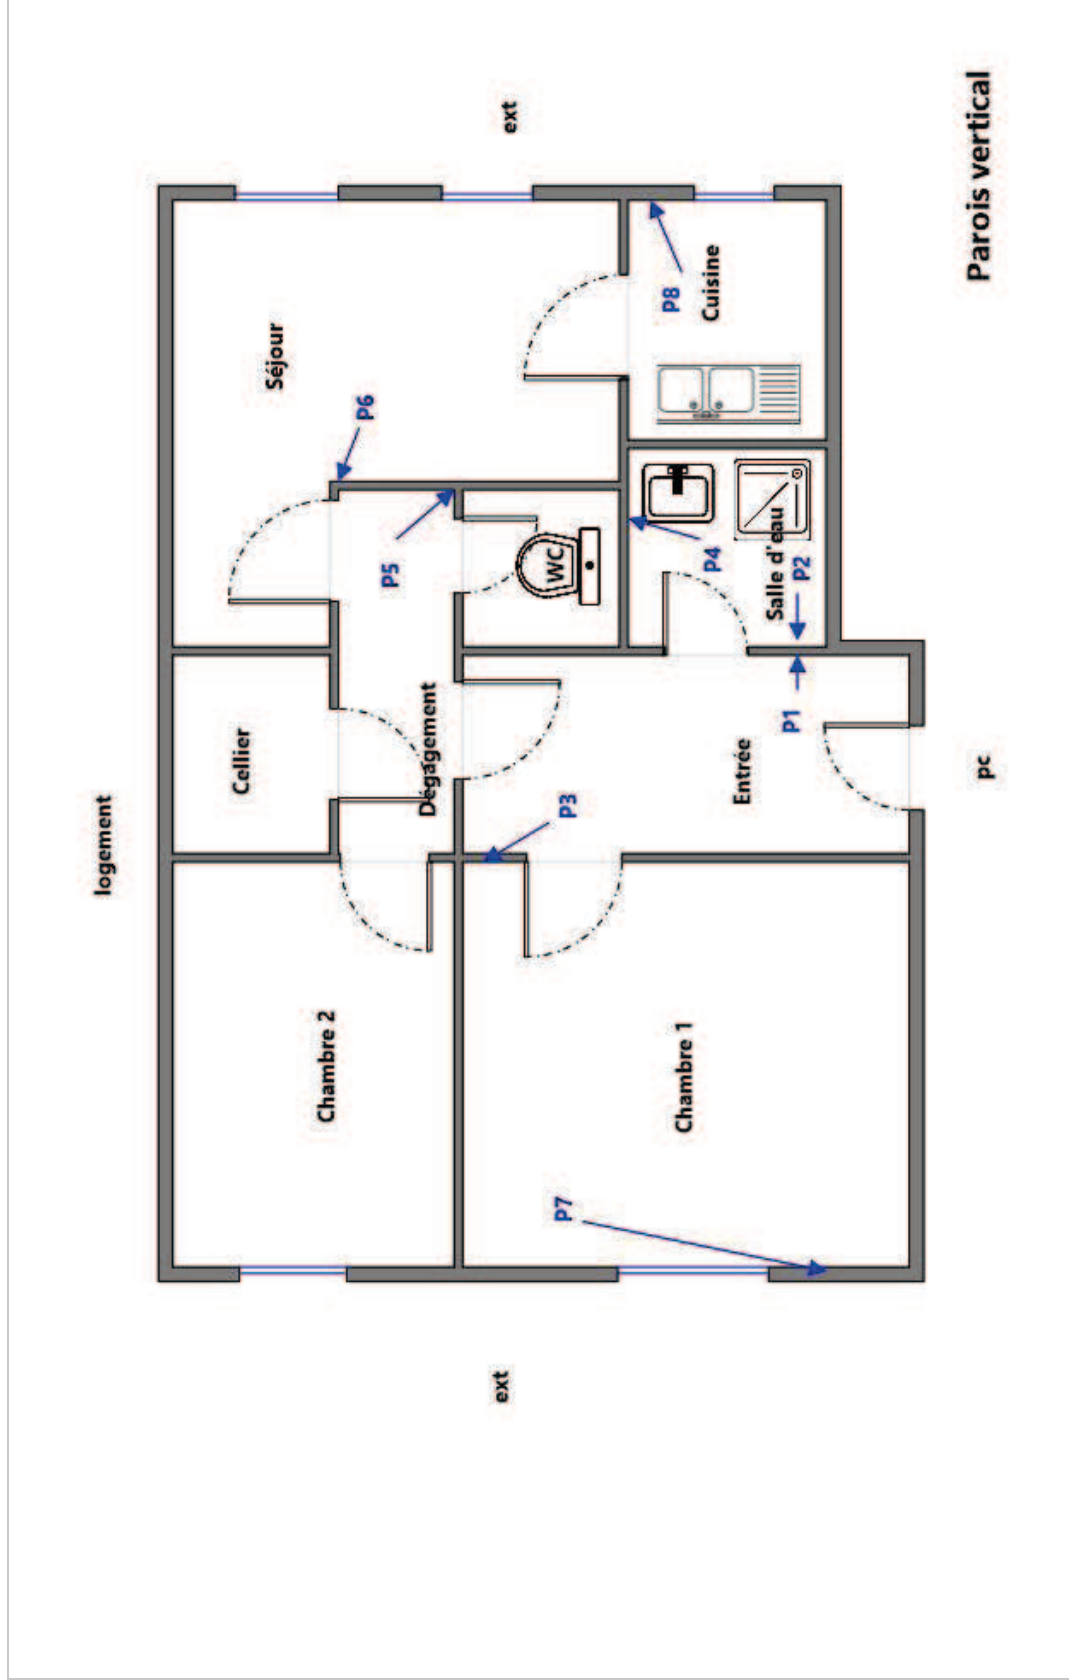 logement
Cellier
Séjour
Chambre 2
P6
P5
Dégagement
ext
ext
P7
P3
WC
P8
Chambre 1
P4
Cuisine
Entrée
Salle d'eau
P1
P2
pc
Parois vertical